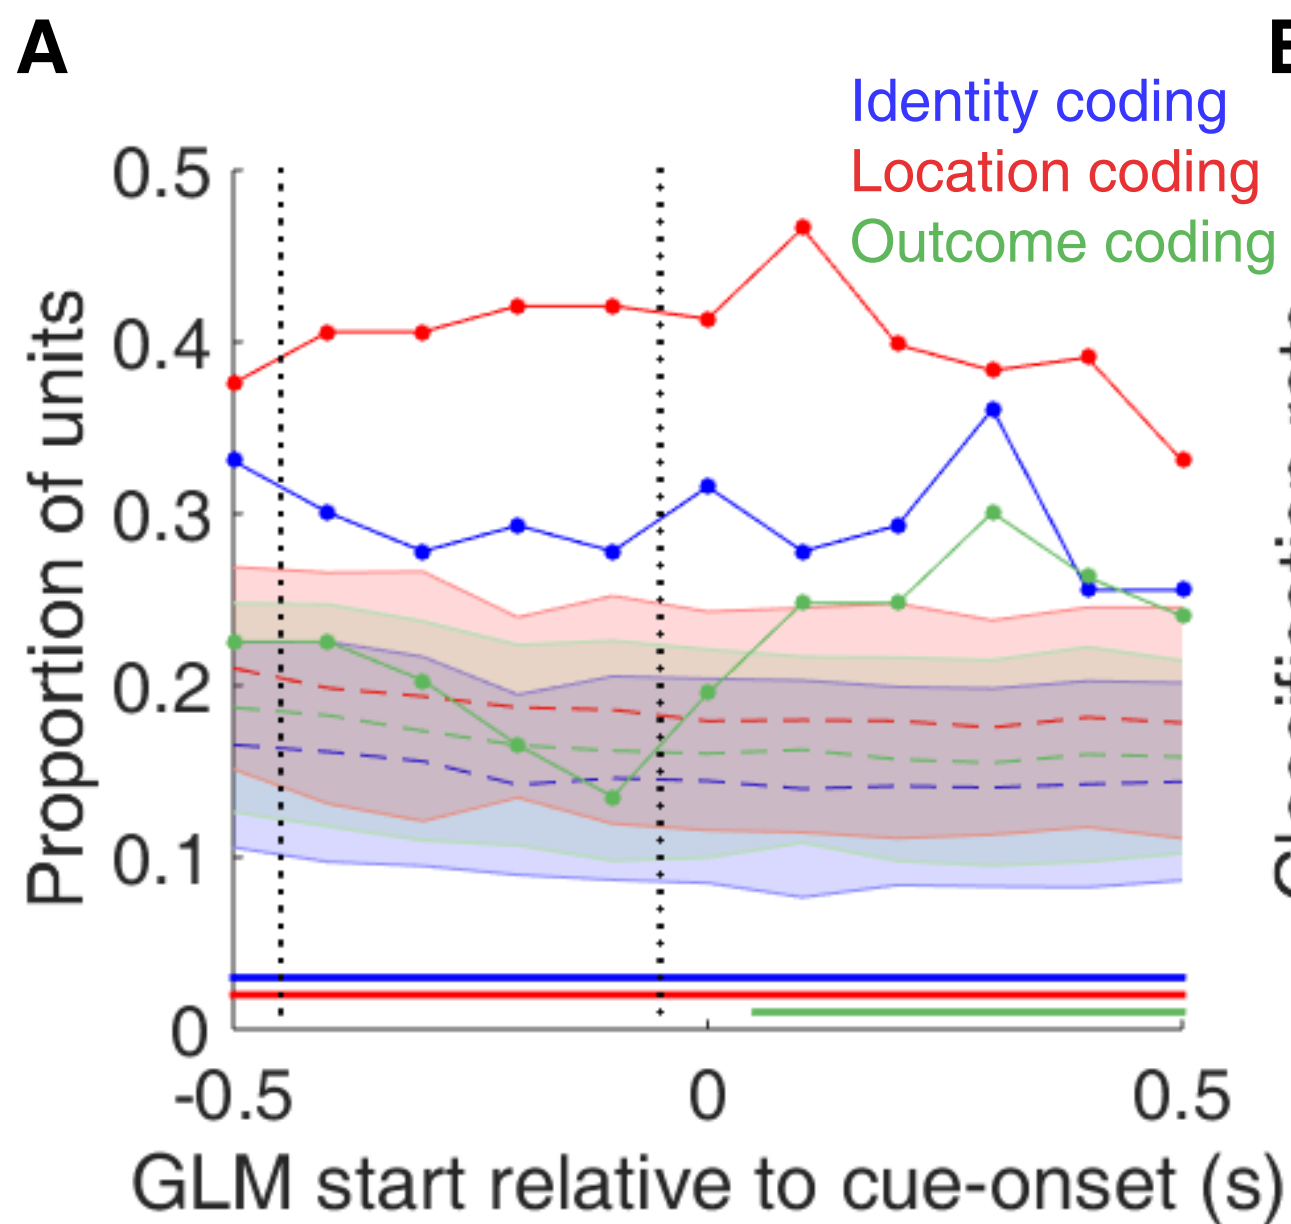 A
Identity coding
Location coding
Outcome coding
0.5
0.4
0.3
0.2
0.1
0
Proportion of units
-0.5
0
0.5
GLM start relative to cue-onset (s)